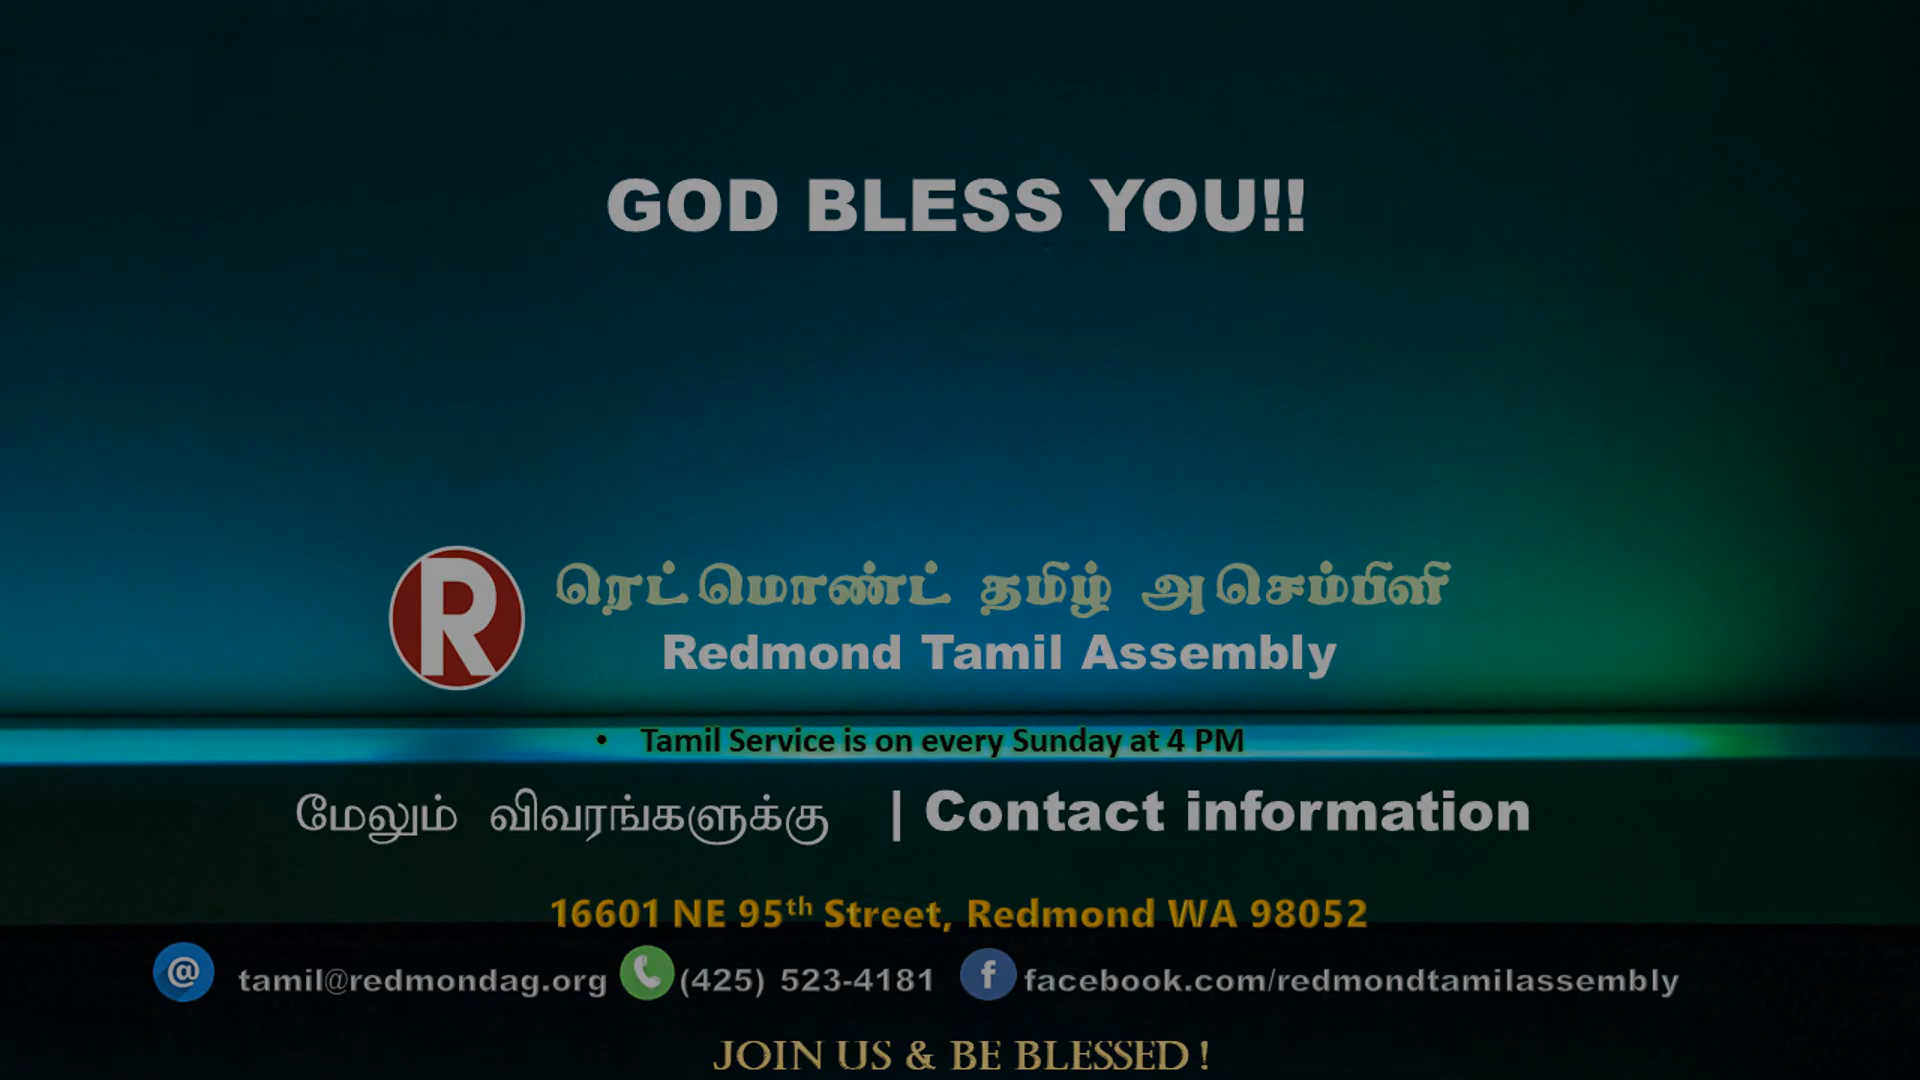 GOD BLESS YOU!!
R
ரெட்மொண்ட் தமிழ் அசெம்பிளி
Redmond Tamil Assembly
• Tamil Service is on every Sunday at 4 PM
மேலும் விவரங்களுக்கு | Contact information
16601 NE 95th Street, Redmond WA 98052
@ tamil@redmondag.org (425) 523-4181 f facebook.com/redmondtamilassembly
JOIN US & BE BLESSED !